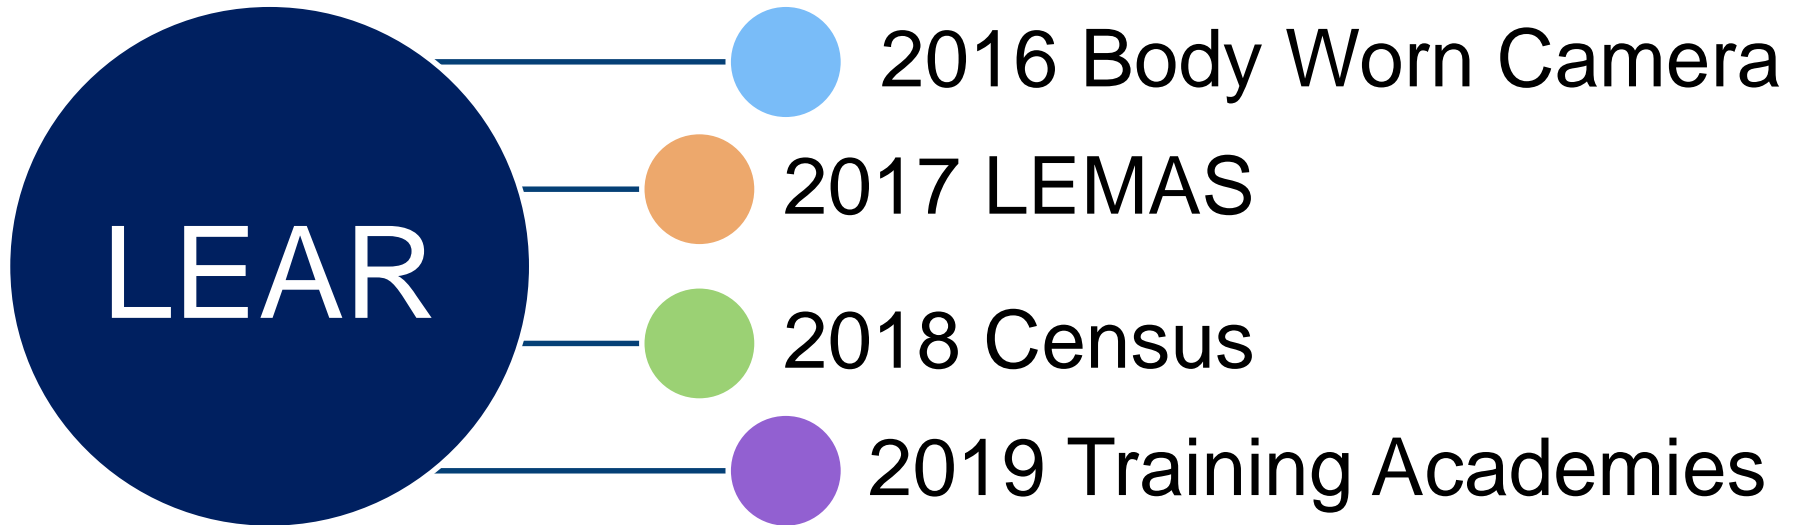 LEAR
2016 Body Worn Camera
2017 LEMAS
2018 Census
2019 Training Academies